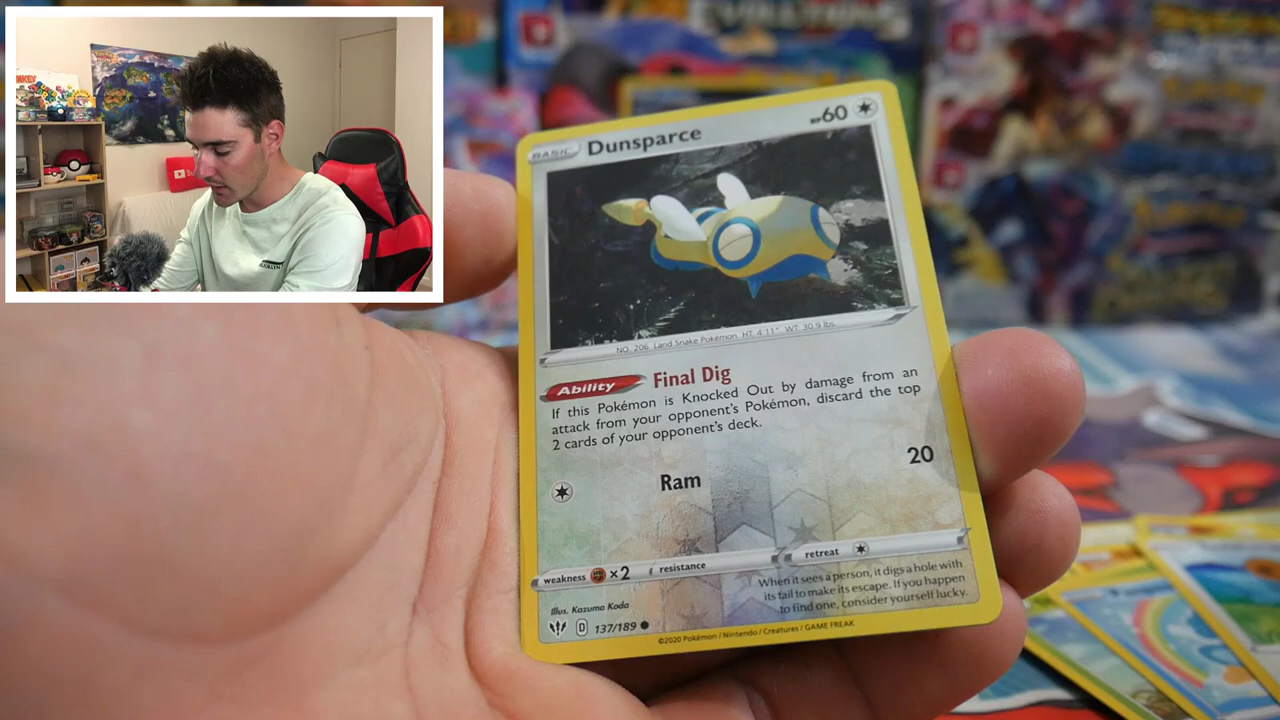 EVOLUTIONS
BASIC Dunsparce HP 60
NO. 206 Land Snake Pokémon HT: 4'11" WT: 30.9 lbs.
Ability Final Dig
If this Pokémon is Knocked Out by damage from an
attack from your opponent's Pokémon, discard the top
2 cards of your opponent's deck.
Ram 20
weakness ×2 resistance retreat
When it sees a person, it digs a hole with
its tail to make its escape. If you happen
to find one, consider yourself lucky.
Illus. Kazuma Koda
D 137/189
©2020 Pokémon / Nintendo / Creatures / GAME FREAK